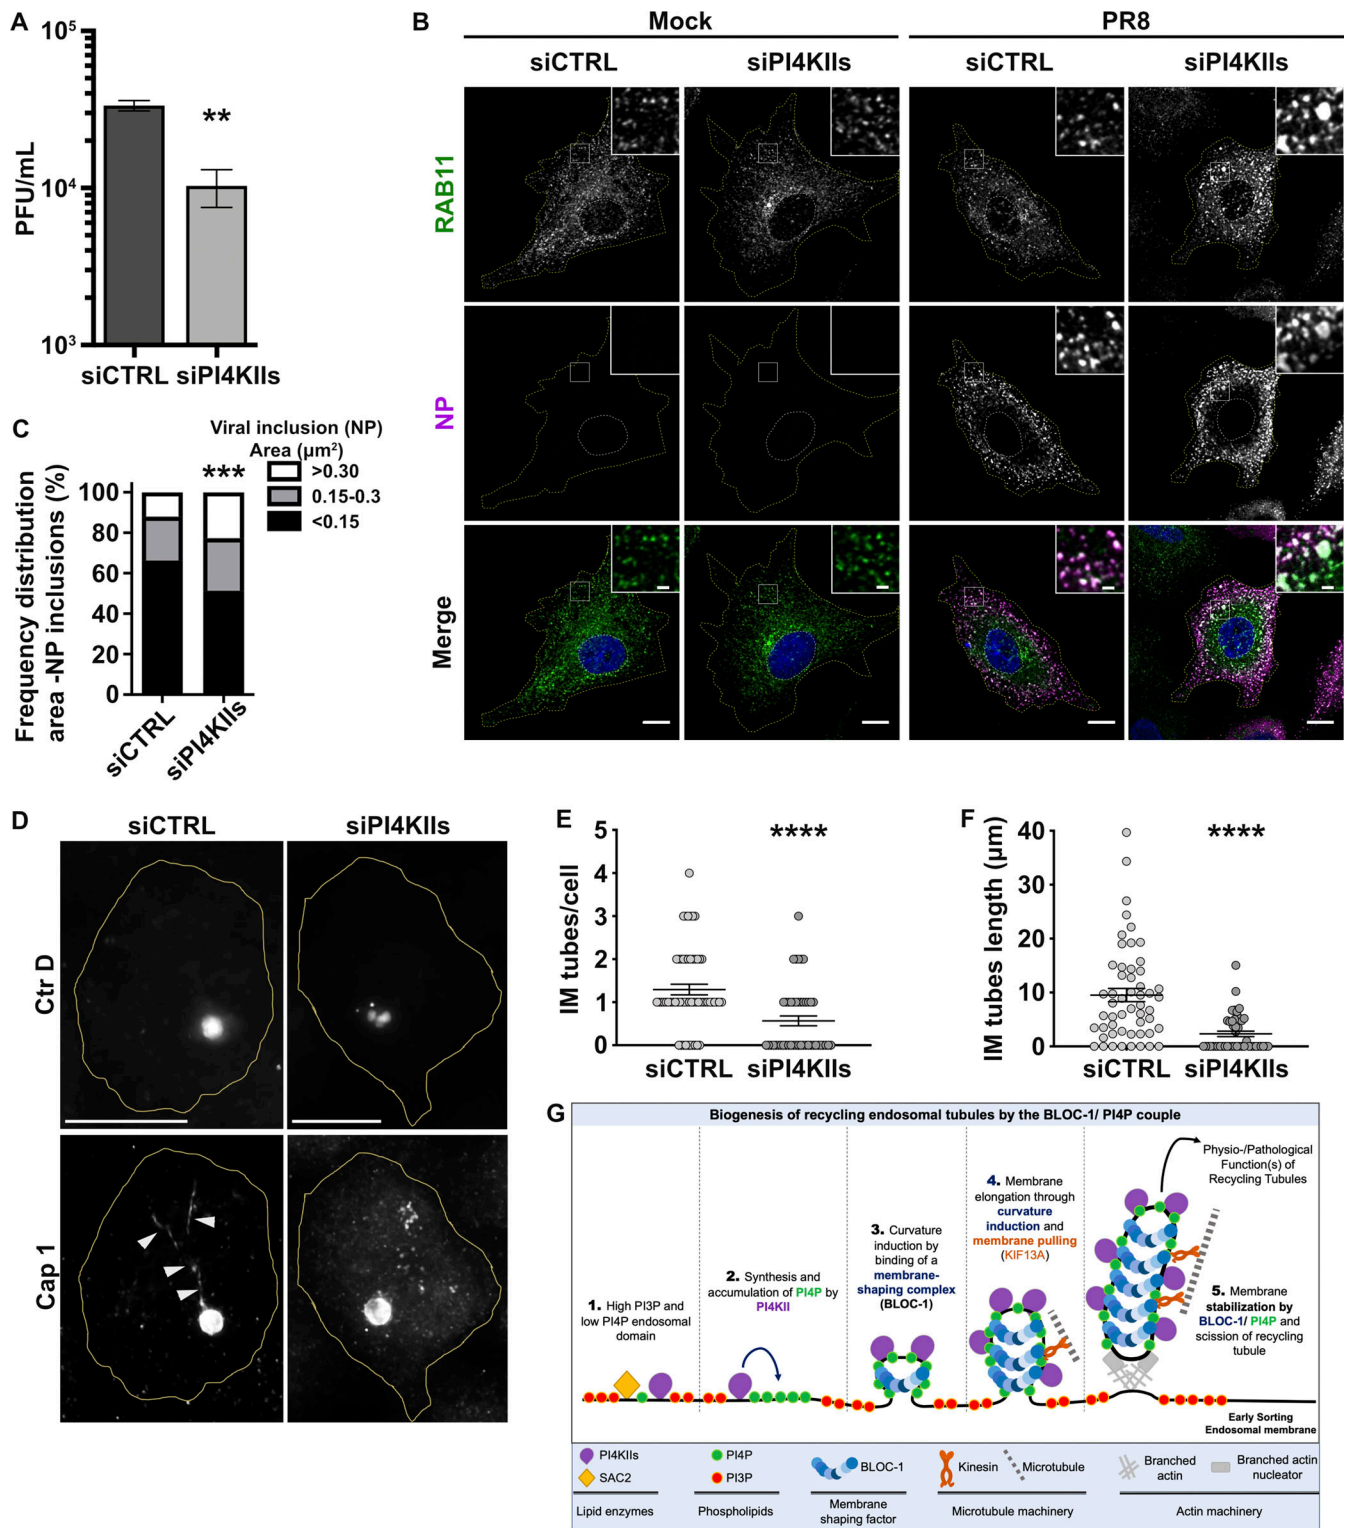 A
10⁵
10⁴
10³
PFU/mL
**
siCTRL siPI4KIIs
B
Mock
PR8
siCTRL
siPI4KIIs
siCTRL
siPI4KIIs
RAB11
NP
Merge
C
Viral inclusion (NP)
Area (µm²)
>0.30
0.15-0.3
<0.15
***
Frequency distribution
area -NP inclusions (%)
100
80
60
40
20
0
siCTRL
siPI4KIIs
D
siCTRL
siPI4KIIs
Ctr D
Cap 1
E
IM tubes/cell
5
4
3
2
1
0
****
siCTRL siPI4KIIs
F
IM tubes length (µm)
40
30
20
10
0
****
siCTRL siPI4KIIs
G
Biogenesis of recycling endosomal tubules by the BLOC-1/ PI4P couple
1. High PI3P and
low PI4P endosomal
domain
2. Synthesis and
accumulation of PI4P by
PI4KII
3. Curvature
induction by
binding of a
membrane-
shaping complex
(BLOC-1)
4. Membrane
elongation through
curvature
induction and
membrane pulling
(KIF13A)
Physio-/Pathological
Function(s) of
Recycling Tubules
5. Membrane
stabilization by
BLOC-1/ PI4P and
scission of recycling
tubule
Early Sorting
Endosomal membrane
PI4KIIs
SAC2
Lipid enzymes
PI4P
PI3P
Phospholipids
BLOC-1
Membrane
shaping factor
Kinesin
Microtubule
Microtubule machinery
Branched
actin
Branched actin
nucleator
Actin machinery